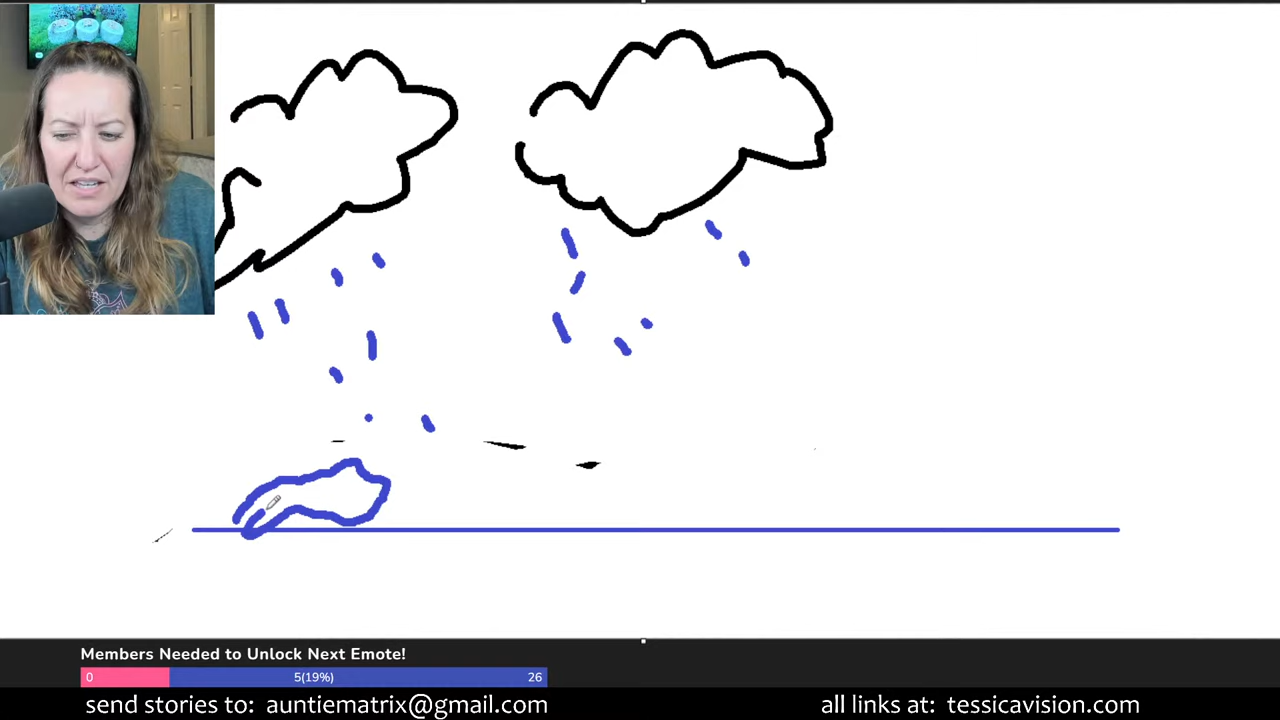 Members Needed to Unlock Next Emote!
0 5(19%) 26
send stories to: auntiematrix@gmail.com all links at: tessicavision.com